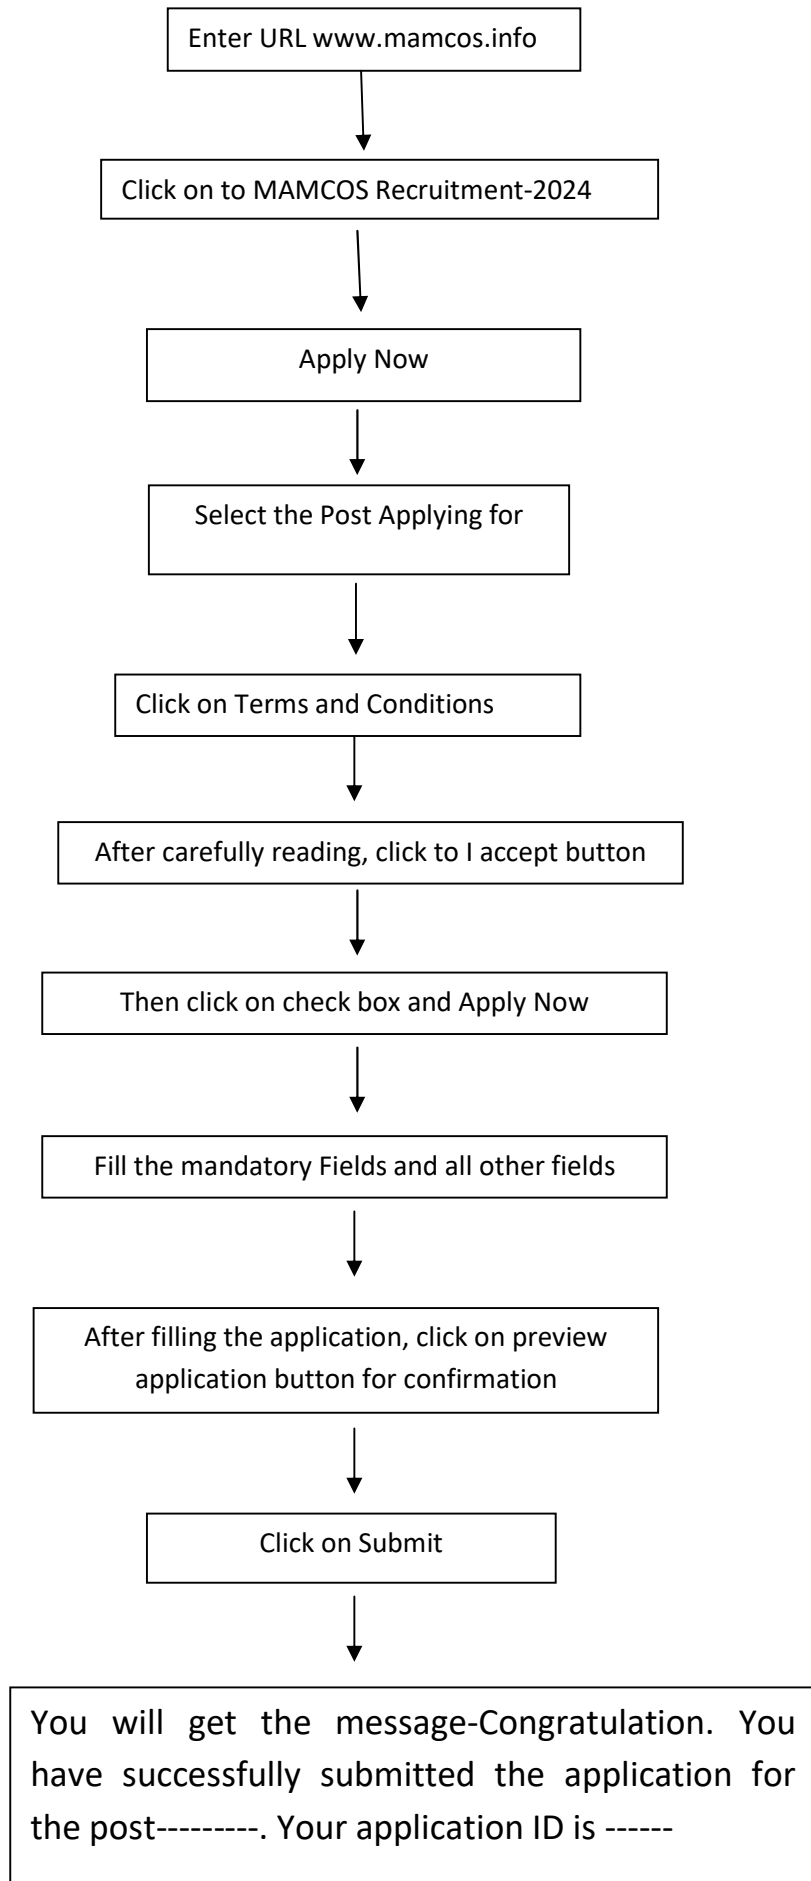 Enter URL www.mamcos.info
Click on to MAMCOS Recruitment-2024
Apply Now
Select the Post Applying for
Click on Terms and Conditions
After carefully reading, click to I accept button
Then click on check box and Apply Now
Fill the mandatory Fields and all other fields
After filling the application, click on preview
application button for confirmation
Click on Submit
You will get the message-Congratulation. You
have successfully submitted the application for
the post---------. Your application ID is ------